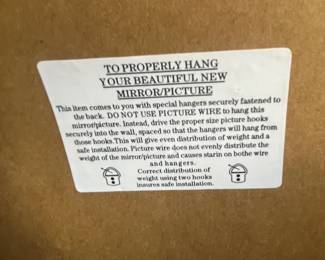 TO PROPERLY HANG
YOUR BEAUTIFUL NEW
MIRROR/PICTURE
This item comes to you with special hangers securely fastened to
the back. DO NOT USE PICTURE WIRE to hang this
mirror/picture. Instead, drive the proper size picture hooks
securely into the wall, spaced so that the hangers will hang from
those hooks.This will give even distribution of weight and a
safe installation. Picture wire does not evenly distribute the
weight of the mirror/picture and causes starin on bothe wire
and hangers.
Correct distribution of
weight using two hooks
insures safe installation.